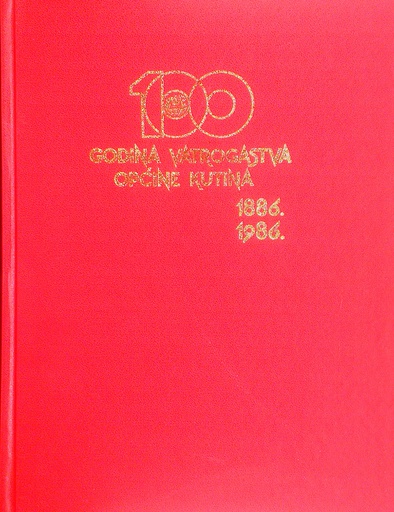 100
GODINA VATROGASTVA
OPĆINE KUTINA
1886.
1986.